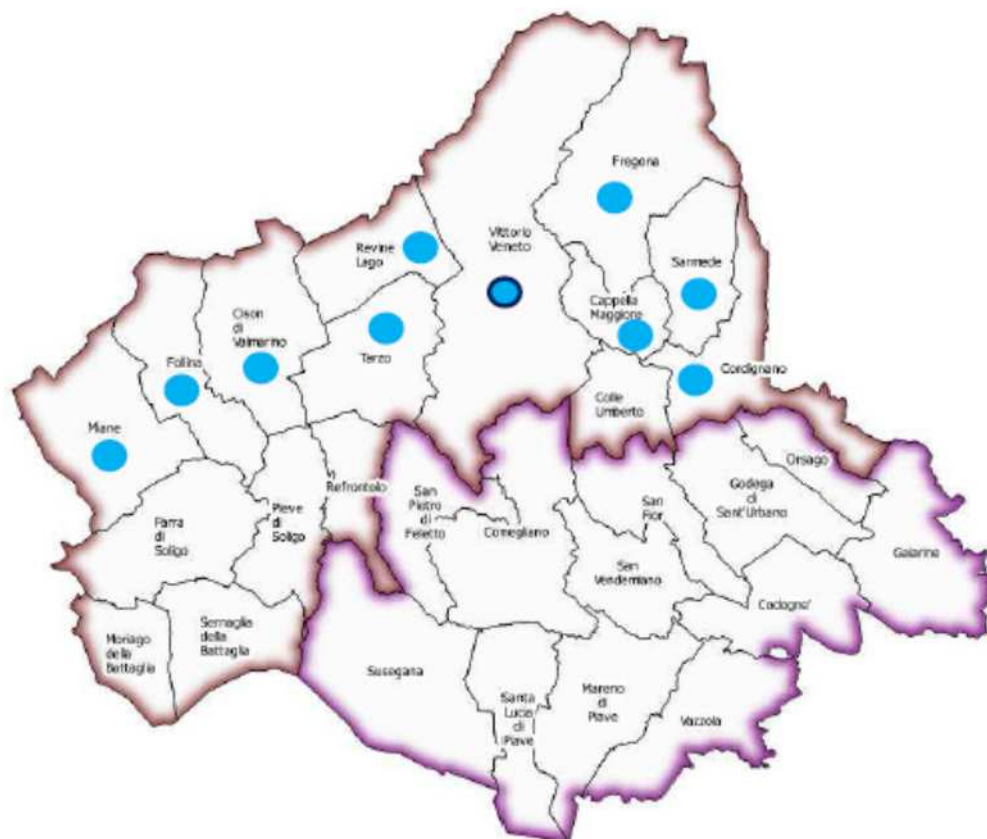 Fregona
Vittorio
Veneto
Revine
Lago
Sarmede
Cappella
Maggiore
Cison
di
Valmarino
Tarzo
Follina
Cordignano
Colle
Umberto
Miane
Refrontolo
Orsago
Godega
di
Sant'Urbano
San
Pietro
di
Feletto
San
Fior
Pieve
di
Soligo
Farra
di
Soligo
Conegliano
Gaiarine
San
Vendemiano
Codogne'
Sernaglia
della
Battaglia
Moriago
della
Battaglia
Susegana
Mareno
di
Piave
Santa
Lucia
di
Piave
Vazzola